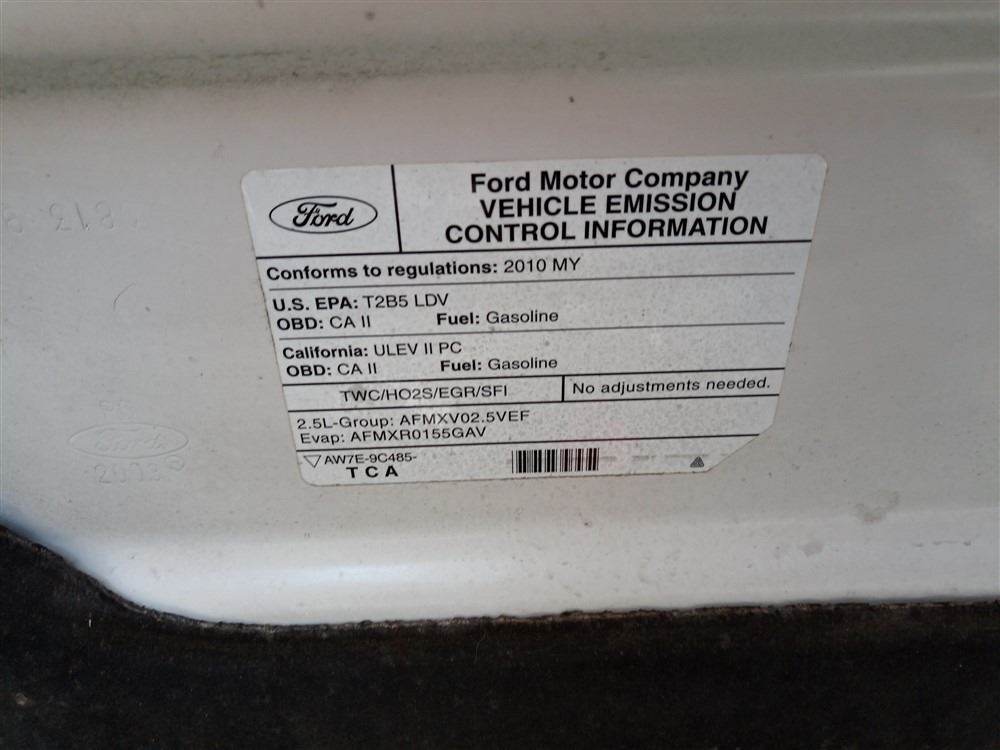 Ford
Ford Motor Company
VEHICLE EMISSION
CONTROL INFORMATION
Conforms to regulations: 2010 MY
U.S. EPA: T2B5 LDV
OBD: CA II Fuel: Gasoline
California: ULEV II PC
OBD: CA II Fuel: Gasoline
TWC/HO2S/EGR/SFI No adjustments needed.
2.5L-Group: AFMXV02.5VEF
Evap: AFMXR0155GAV
AW7E-9C485-
TCA